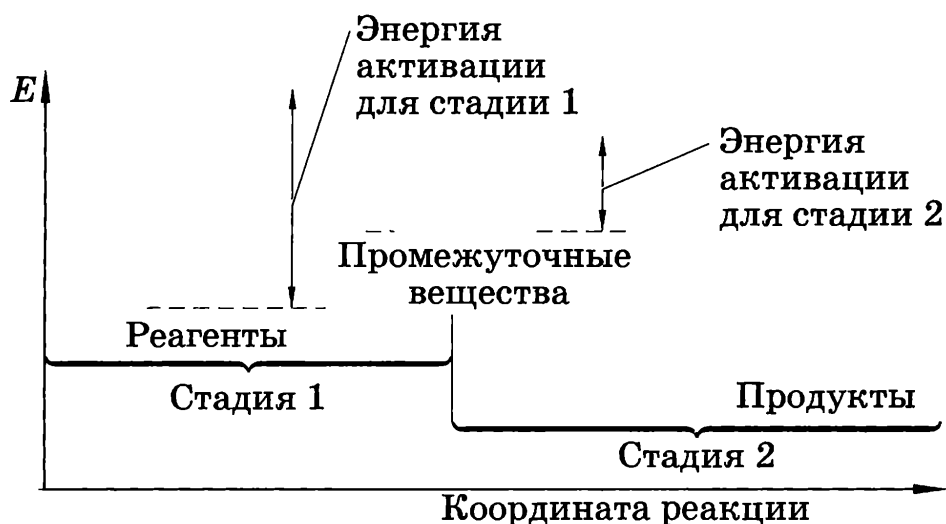 Энергия
активации
для стадии 1
E
Энергия
активации
для стадии 2
Промежуточные
вещества
Реагенты
Стадия 1
Продукты
Стадия 2
Координата реакции